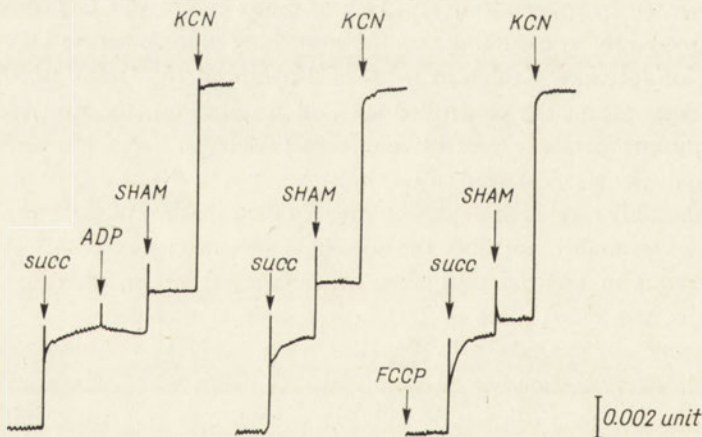 KCN
KCN
KCN
SHAM
SHAM
SHAM
ADP
succ
succ
succ
FCCP
0.002 unit